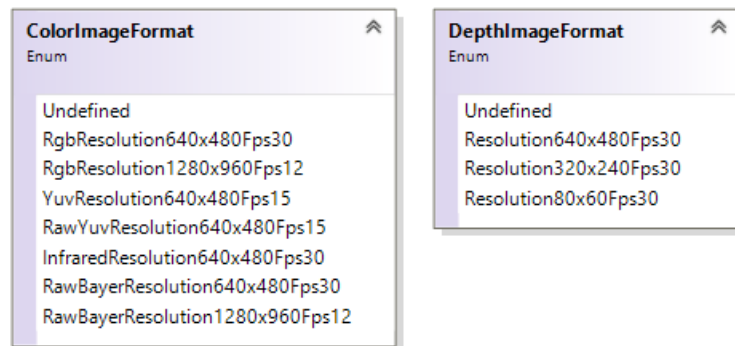 ColorImageFormat
Enum
Undefined
RgbResolution640x480Fps30
RgbResolution1280x960Fps12
YuvResolution640x480Fps15
RawYuvResolution640x480Fps15
InfraredResolution640x480Fps30
RawBayerResolution640x480Fps30
RawBayerResolution1280x960Fps12
DepthImageFormat
Enum
Undefined
Resolution640x480Fps30
Resolution320x240Fps30
Resolution80x60Fps30